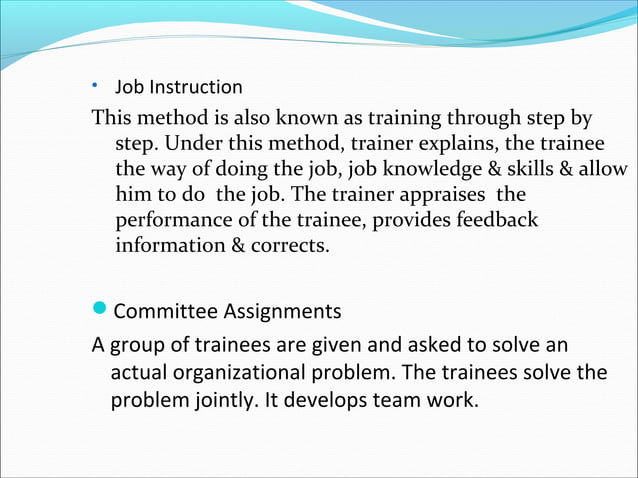 • Job Instruction
This method is also known as training through step by
step. Under this method, trainer explains, the trainee
the way of doing the job, job knowledge & skills & allow
him to do the job. The trainer appraises the
performance of the trainee, provides feedback
information & corrects.
Committee Assignments
A group of trainees are given and asked to solve an
actual organizational problem. The trainees solve the
problem jointly. It develops team work.